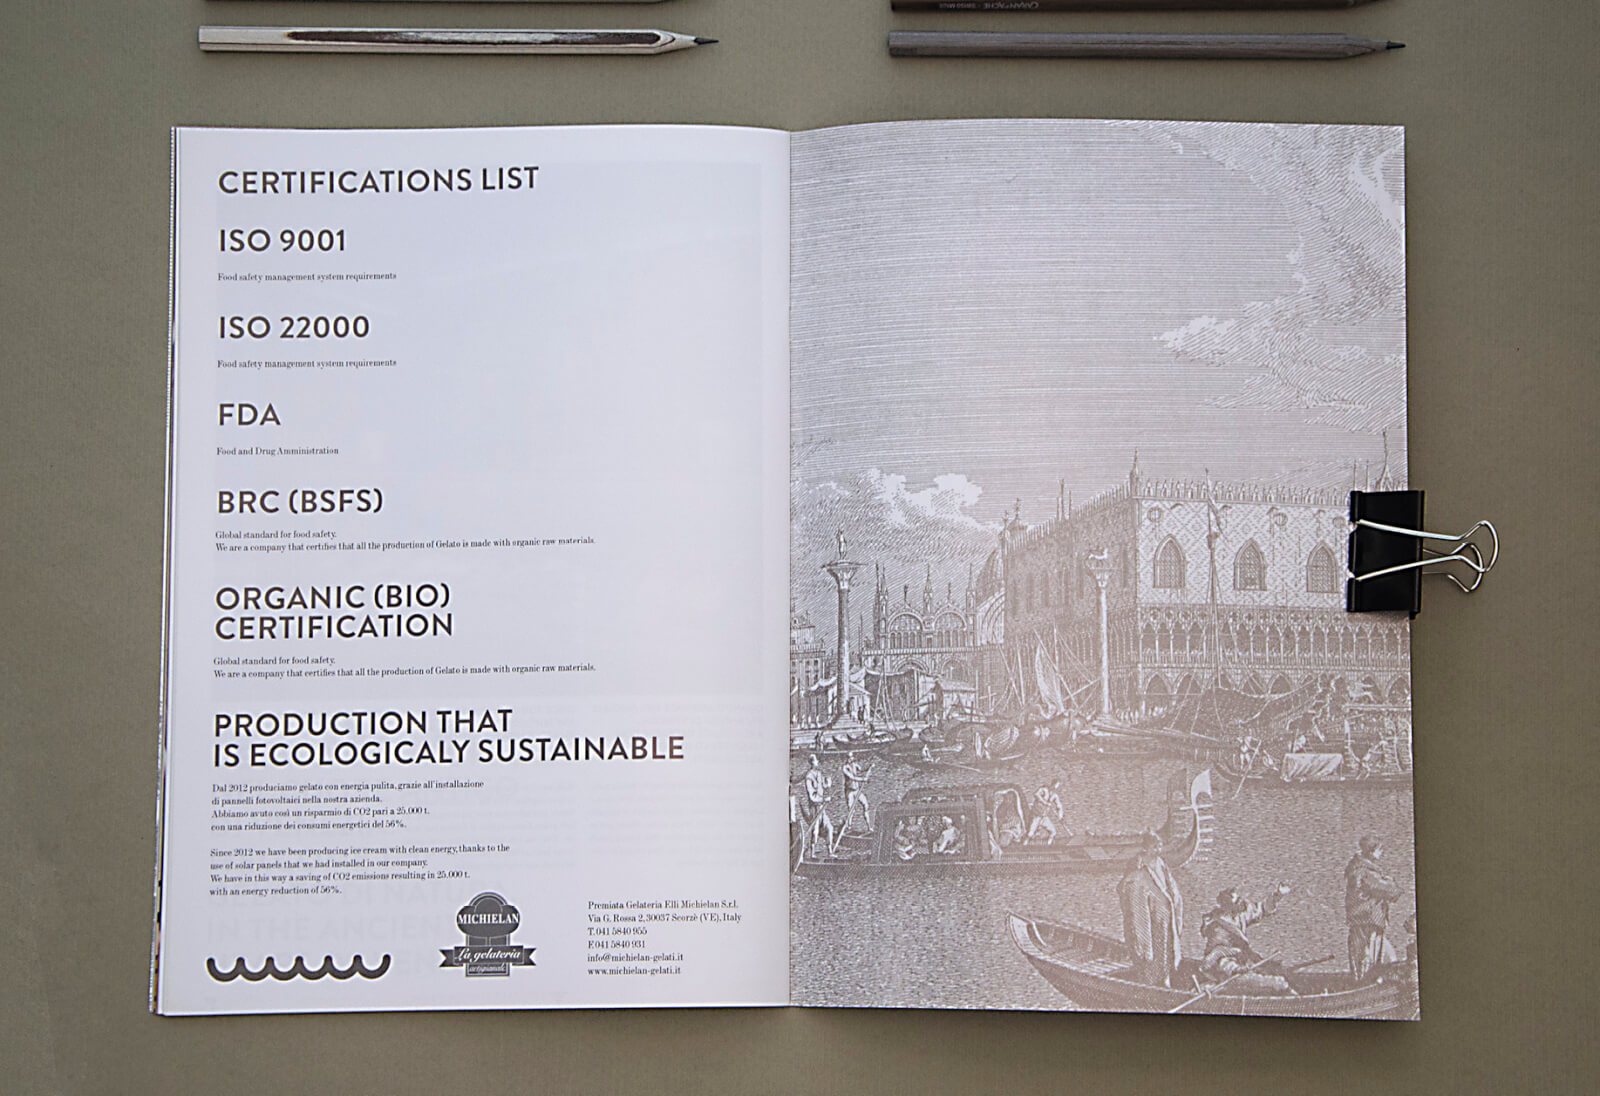 CARAN D'ACHE - SWISS MADE
CERTIFICATIONS LIST
ISO 9001
Food safety management system requirements
ISO 22000
Food safety management system requirements
FDA
Food and Drug Amministration
BRC (BSFS)
Global standard for food safety.
We are a company that certifies that all the production of Gelato is made with organic raw materials.
ORGANIC (BIO)
CERTIFICATION
Global standard for food safety.
We are a company that certifies that all the production of Gelato is made with organic raw materials.
PRODUCTION THAT
IS ECOLOGICALY SUSTAINABLE
Dal 2012 produciamo gelato con energia pulita, grazie all'installazione
di pannelli fotovoltaici nella nostra azienda.
Abbiamo avuto così un risparmio di CO2 pari a 25.000 t.
con una riduzione dei consumi energetici del 56%.
Since 2012 we have been producing ice cream with clean energy, thanks to the
use of solar panels that we had installed in our company.
We have in this way a saving of CO2 emissions resulting in 25.000 t.
with an energy reduction of 56%.
IN THE ANCIENT
MICHIELAN
La gelateria
artigianale
Premiata Gelateria F.lli Michielan S.r.l.
Via G. Rossa 2, 30037 Scorzè (VE), Italy
T. 041 5840 955
F. 041 5840 931
info@michielan-gelati.it
www.michielan-gelati.it